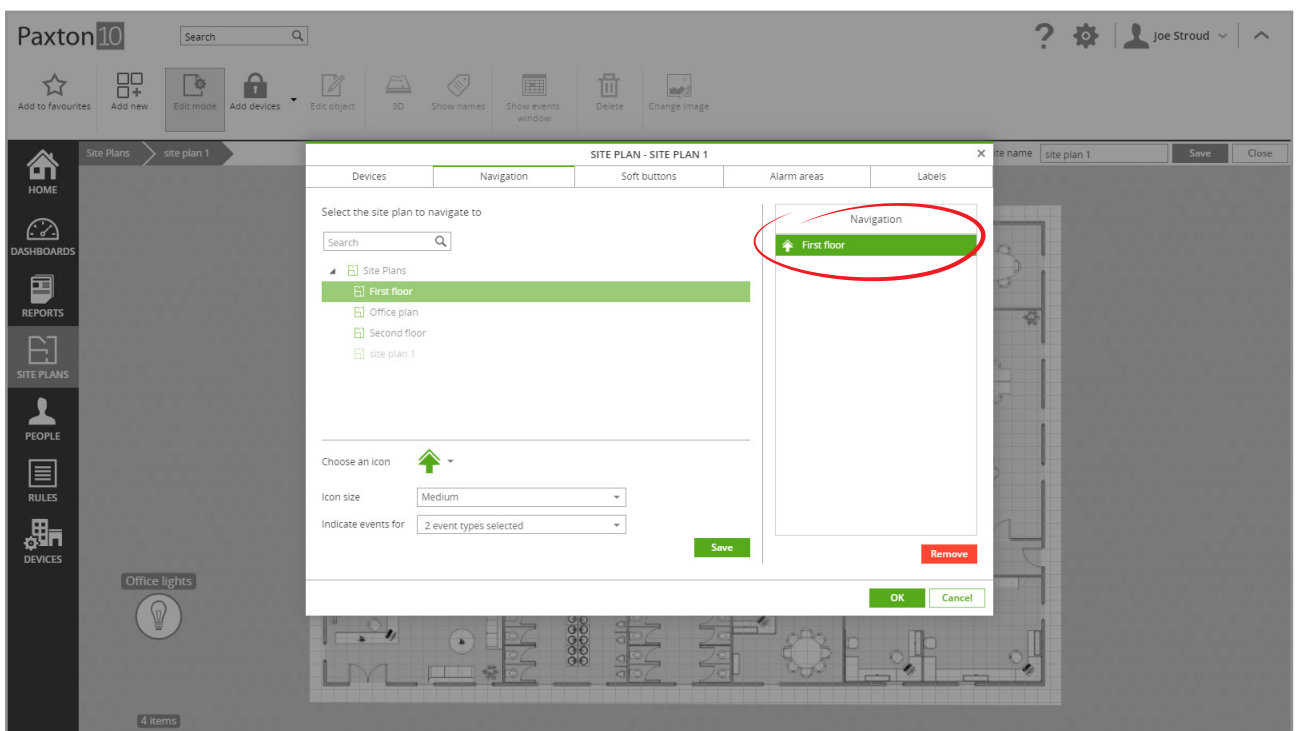 Paxton10
Search
Joe Stroud
Add to favourites
Add new
Edit mode
Add devices
Edit object
3D
Show names
Show events
window
Delete
Change image
Site Plans
site plan 1
SITE PLAN - SITE PLAN 1
ite name
site plan 1
Save
Close
HOME
DASHBOARDS
REPORTS
SITE PLANS
PEOPLE
RULES
DEVICES
Devices
Navigation
Soft buttons
Alarm areas
Labels
Select the site plan to navigate to
Search
Site Plans
First floor
Office plan
Second floor
site plan 1
Navigation
First floor
Choose an icon
Icon size
Medium
Indicate events for
2 event types selected
Save
Remove
OK
Cancel
Office lights
4 items